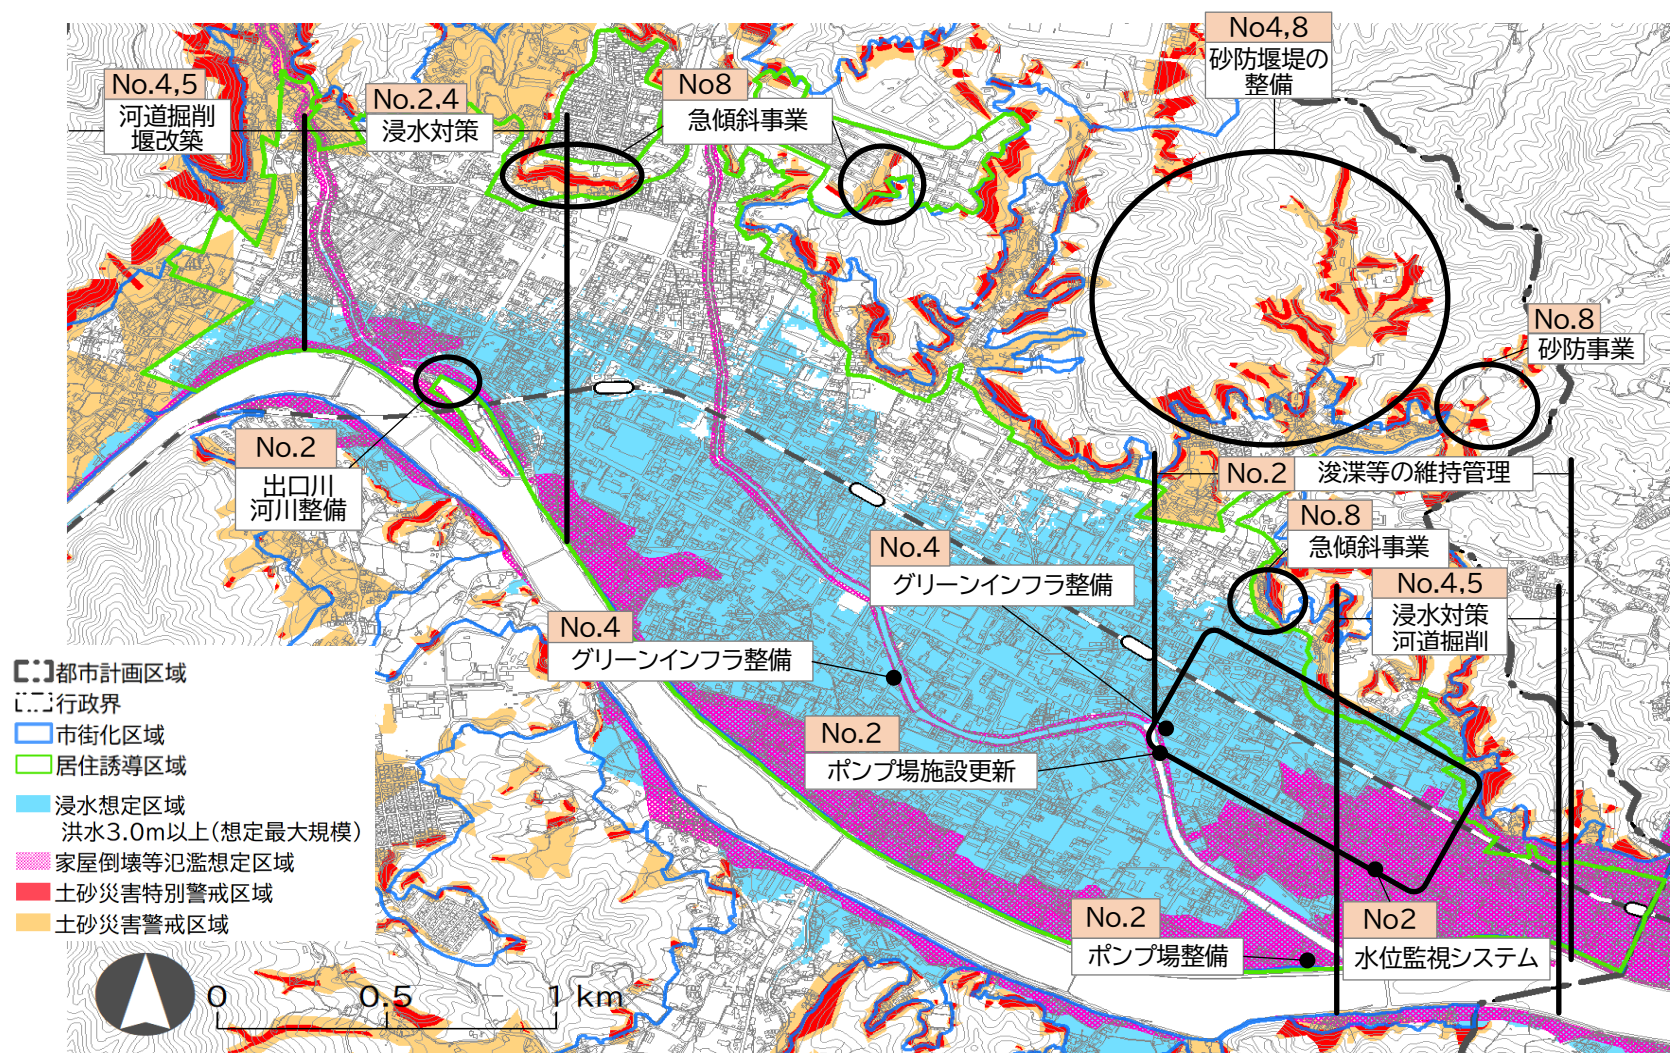 No4,8
砂防堰堤の
整備
No.4,5
河道掘削
堰改築
No.2.4
浸水対策
No8
急傾斜事業
No.8
砂防事業
No.2
出口川
河川整備
No.2
浚渫等の維持管理
No.8
急傾斜事業
No.4
グリーンインフラ整備
No.4,5
浸水対策
河道掘削
No.4
グリーンインフラ整備
No.2
ポンプ場施設更新
No.2
ポンプ場整備
No2
水位監視システム
都市計画区域
行政界
市街化区域
居住誘導区域
浸水想定区域
洪水3.0m以上(想定最大規模)
家屋倒壊等氾濫想定区域
土砂災害特別警戒区域
土砂災害警戒区域
0 0.5 1 km